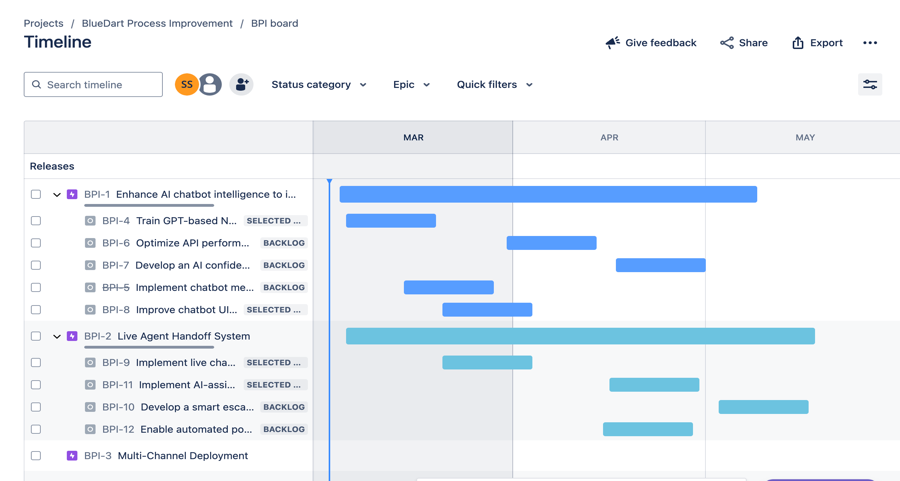 Projects / BlueDart Process Improvement / BPI board
Timeline
Give feedback Share Export
Search timeline SS Status category Epic Quick filters
MAR APR MAY
Releases
BPI-1 Enhance AI chatbot intelligence to i...
BPI-4 Train GPT-based N... SELECTED ...
BPI-6 Optimize API perform... BACKLOG
BPI-7 Develop an AI confide... BACKLOG
BPI-5 Implement chatbot me... BACKLOG
BPI-8 Improve chatbot UI... SELECTED ...
BPI-2 Live Agent Handoff System
BPI-9 Implement live cha... SELECTED ...
BPI-11 Implement AI-assi... SELECTED ...
BPI-10 Develop a smart esca... BACKLOG
BPI-12 Enable automated po... BACKLOG
BPI-3 Multi-Channel Deployment